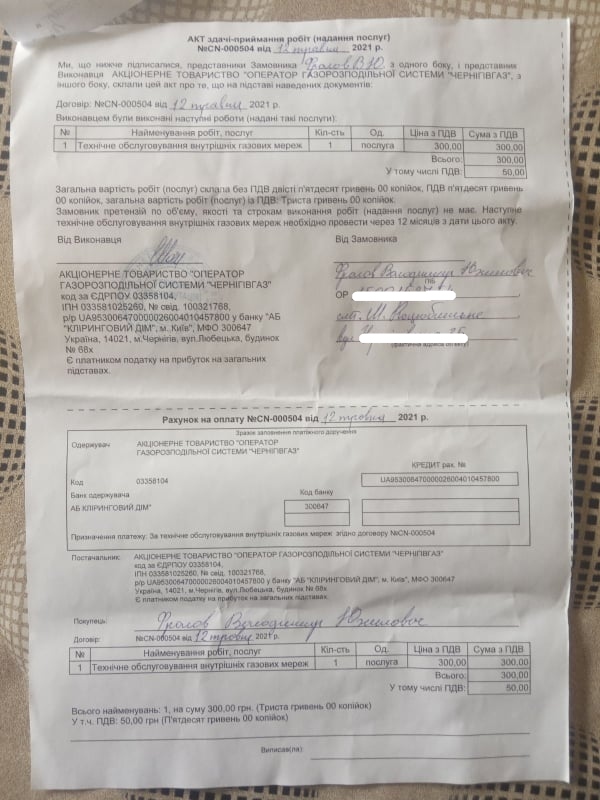 АКТ здачі-приймання робіт (надання послуг)
№CN-000504 від 12 травня 2021 р.
Ми, що нижче підписалися, представники Замовника Фролов В.Ю. з одного боку, і представник
Виконавця АКЦІОНЕРНЕ ТОВАРИСТВО "ОПЕРАТОР ГАЗОРОЗПОДІЛЬНОЇ СИСТЕМИ "ЧЕРНІГІВГАЗ", з
іншого боку, склали цей акт про те, що на підставі наведених документів:
Договір: №CN-000504 від 12 травня 2021 г.
Виконавцем були виконані наступні роботи (надані такі послуги):
№ Найменування робіт, послуг Кіл-сть Од. Ціна з ПДВ Сума з ПДВ
1 Технічне обслуговування внутрішніх газових мереж 1 послуга 300,00 300,00
Всього: 300,00
У тому числі ПДВ: 50,00
Загальна вартість робіт (послуг) склала без ПДВ двісті п'ятдесят гривень 00 копійок, ПДВ п'ятдесят гривень
00 копійок, загальна вартість робіт (послуг) із ПДВ: Триста гривень 00 копійок.
Замовник претензій по об'єму, якості та строкам виконання робіт (надання послуг) не має. Наступне
технічне обслуговування внутрішніх газових мереж необхідно провести через 12 місяців з дати цього акту.
Від Виконавця Від Замовника
АКЦІОНЕРНЕ ТОВАРИСТВО "ОПЕРАТОР
ГАЗОРОЗПОДІЛЬНОЇ СИСТЕМИ "ЧЕРНІГІВГАЗ"
код за ЄДРПОУ 03358104,
ІПН 033581025260, № свід. 100321768,
р/р UA953006470000026004010457800 у банку "АБ
"КЛІРИНГОВИЙ ДІМ", м. Київ", МФО 300647
Україна, 14021, м.Чернігів, вул.Любецька, будинок
№ 68х
Є платником податку на прибуток на загальних
підставах.
Фролов Володимир Юхимович
ПІБ
ОР
смт. М. Коцюбинське
вул.
(фактична адреса об'єкту)
Рахунок на оплату №CN-000504 від 12 травня 2021 р.
Зразок заповнення платіжного доручення
Одержувач АКЦІОНЕРНЕ ТОВАРИСТВО "ОПЕРАТОР
ГАЗОРОЗПОДІЛЬНОЇ СИСТЕМИ "ЧЕРНІГІВГАЗ"
КРЕДИТ рах. №
Код 03358104 UA953006470000026004010457800
Банк одержувача Код банку
АБ КЛІРИНГОВИЙ ДІМ" 300647
Призначення платежу: За технічне обслуговування внутрішніх газових мереж згідно договору №CN-000504
Постачальник: АКЦІОНЕРНЕ ТОВАРИСТВО "ОПЕРАТОР ГАЗОРОЗПОДІЛЬНОЇ СИСТЕМИ "ЧЕРНІГІВГАЗ"
код за ЄДРПОУ 03358104,
ІПН 033581025260, № свід. 100321768,
р/р UA953006470000026004010457800 у банку "АБ "КЛІРИНГОВИЙ ДІМ", м. Київ", МФО 300647
Україна, 14021, м.Чернігів, вул.Любецька, будинок № 68х
Є платником податку на прибуток на загальних підставах.
Покупець: Фролов Володимир Юхимович
Договір: №CN-000504 від 12 травня 2021 г.
№ Найменування робіт, послуг Кіл-сть Од. Ціна з ПДВ Сума з ПДВ
1 Технічне обслуговування внутрішніх газових мереж 1 послуга 300,00 300,00
Всього: 300,00
У тому числі ПДВ: 50,00
Всього найменувань: 1, на суму 300,00 грн. (Триста гривень 00 копійок)
У т.ч. ПДВ: 50,00 грн (П'ятдесят гривень 00 копійок)
Виписав(ла):